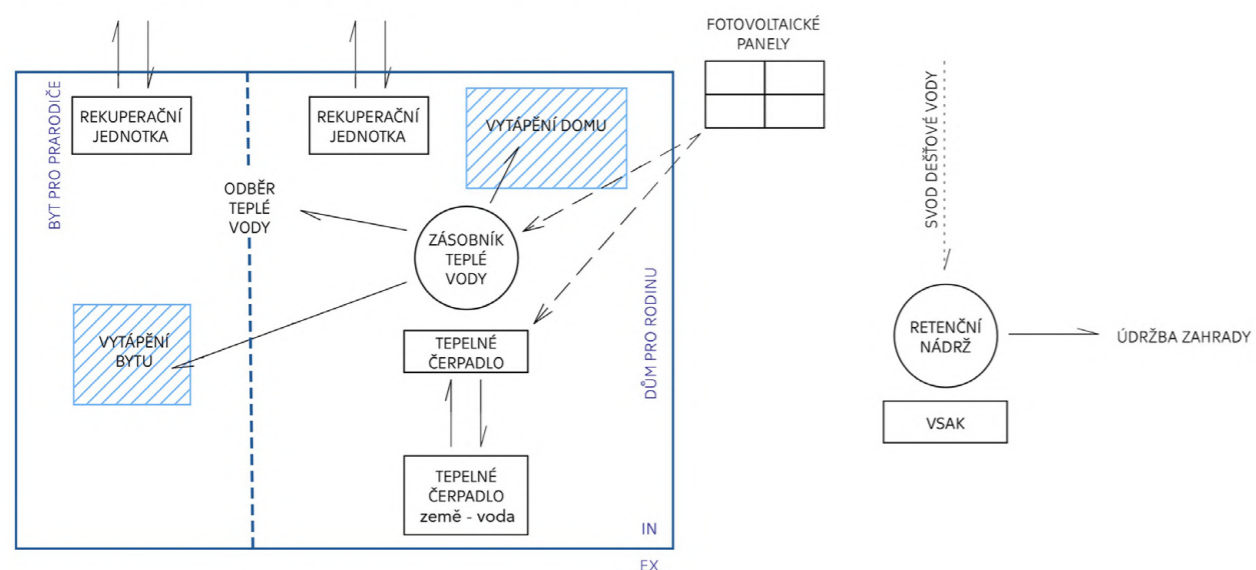 FOTOVOLTAICKÉ
PANELY
BYT PRO PRARODIČE
REKUPERAČNÍ
JEDNOTKA
REKUPERAČNÍ
JEDNOTKA
VYTÁPĚNÍ DOMU
SVOD DEŠŤOVÉ VODY
ODBĚR
TEPLÉ
VODY
ZÁSOBNÍK
TEPLÉ
VODY
DŮM PRO RODINU
VYTÁPĚNÍ
BYTU
TEPELNÉ
ČERPADLO
RETENČNÍ
NÁDRŽ
ÚDRŽBA ZAHRADY
VSAK
TEPELNÉ
ČERPADLO
země - voda
IN
EX